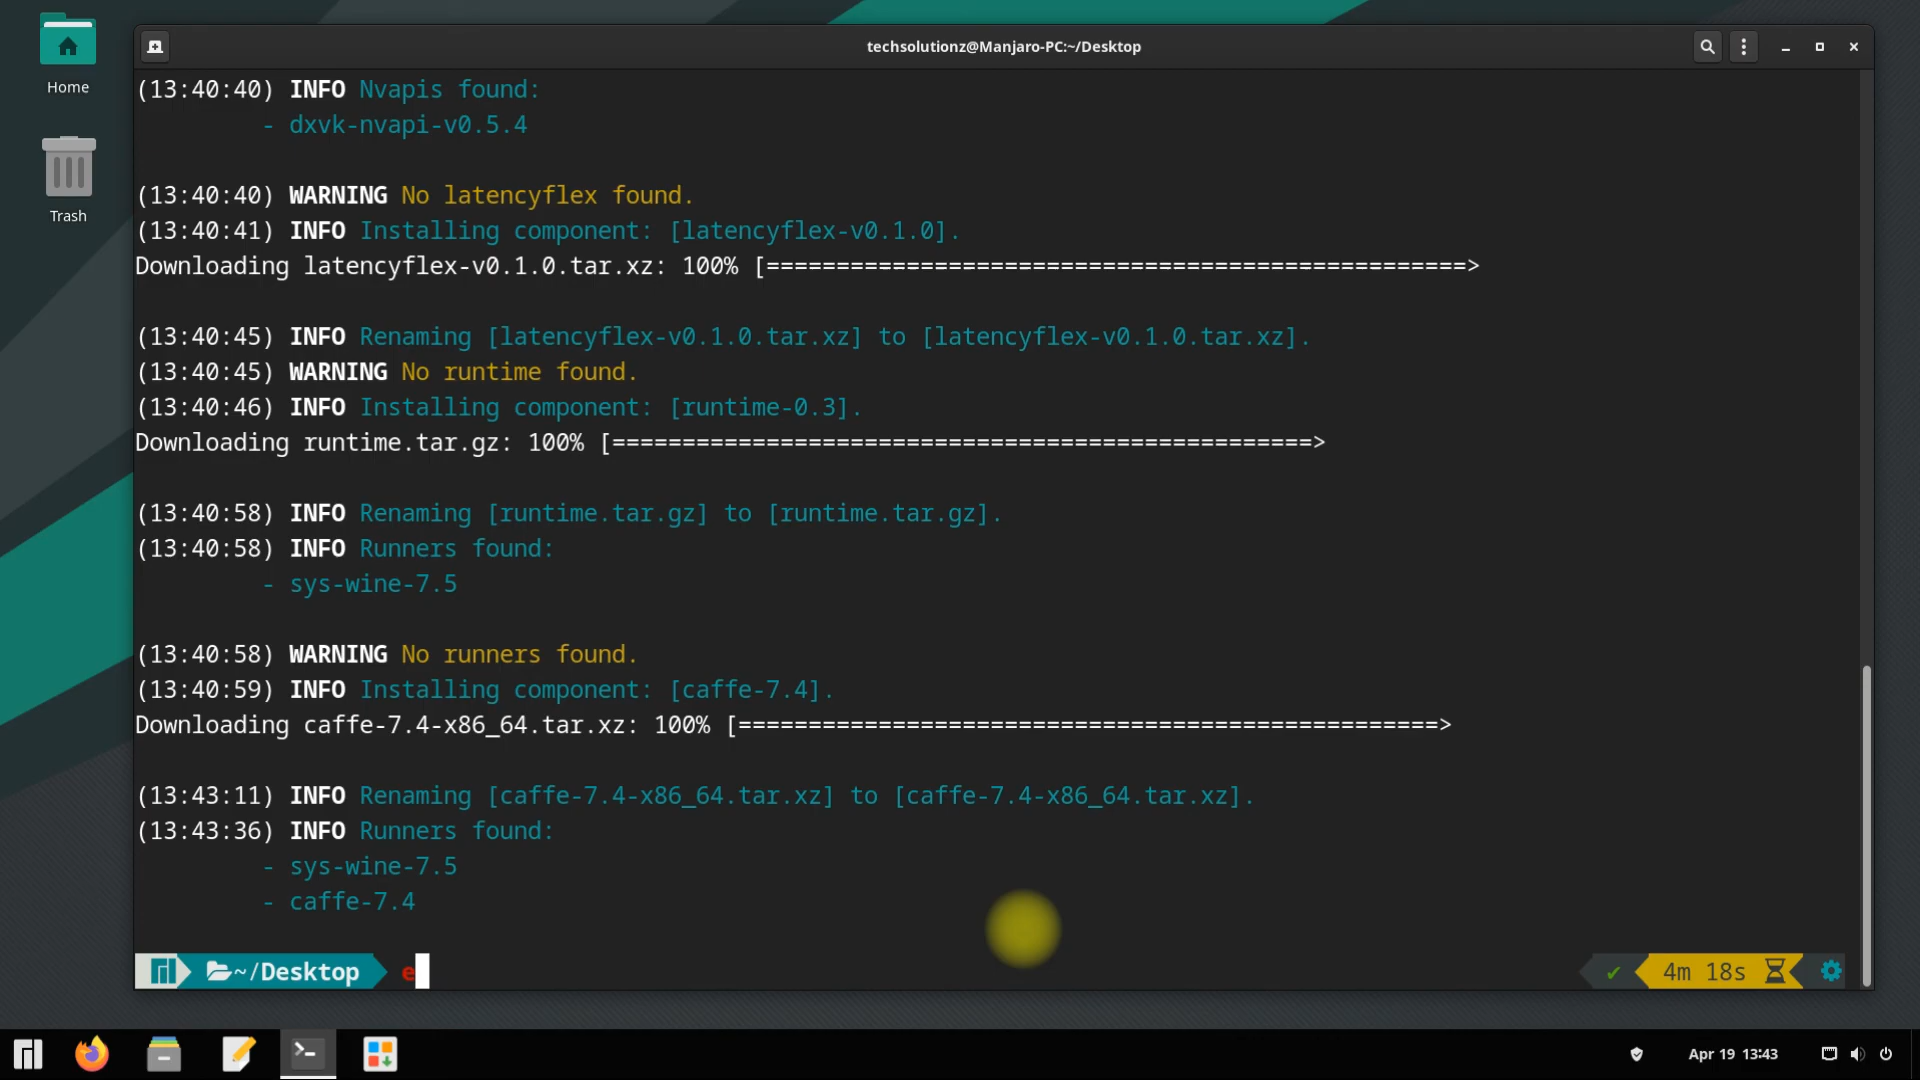 techsolutionz@Manjaro-PC:~/Desktop
Home
Trash
(13:40:40) INFO Nvapis found:
- dxvk-nvapi-v0.5.4
(13:40:40) WARNING No latencyflex found.
(13:40:41) INFO Installing component: [latencyflex-v0.1.0].
Downloading latencyflex-v0.1.0.tar.xz: 100% [==================================================>
(13:40:45) INFO Renaming [latencyflex-v0.1.0.tar.xz] to [latencyflex-v0.1.0.tar.xz].
(13:40:45) WARNING No runtime found.
(13:40:46) INFO Installing component: [runtime-0.3].
Downloading runtime.tar.gz: 100% [==================================================>
(13:40:58) INFO Renaming [runtime.tar.gz] to [runtime.tar.gz].
(13:40:58) INFO Runners found:
- sys-wine-7.5
(13:40:58) WARNING No runners found.
(13:40:59) INFO Installing component: [caffe-7.4].
Downloading caffe-7.4-x86_64.tar.xz: 100% [==================================================>
(13:43:11) INFO Renaming [caffe-7.4-x86_64.tar.xz] to [caffe-7.4-x86_64.tar.xz].
(13:43:36) INFO Runners found:
- sys-wine-7.5
- caffe-7.4
~/Desktop e 4m 18s
Apr 19 13:43